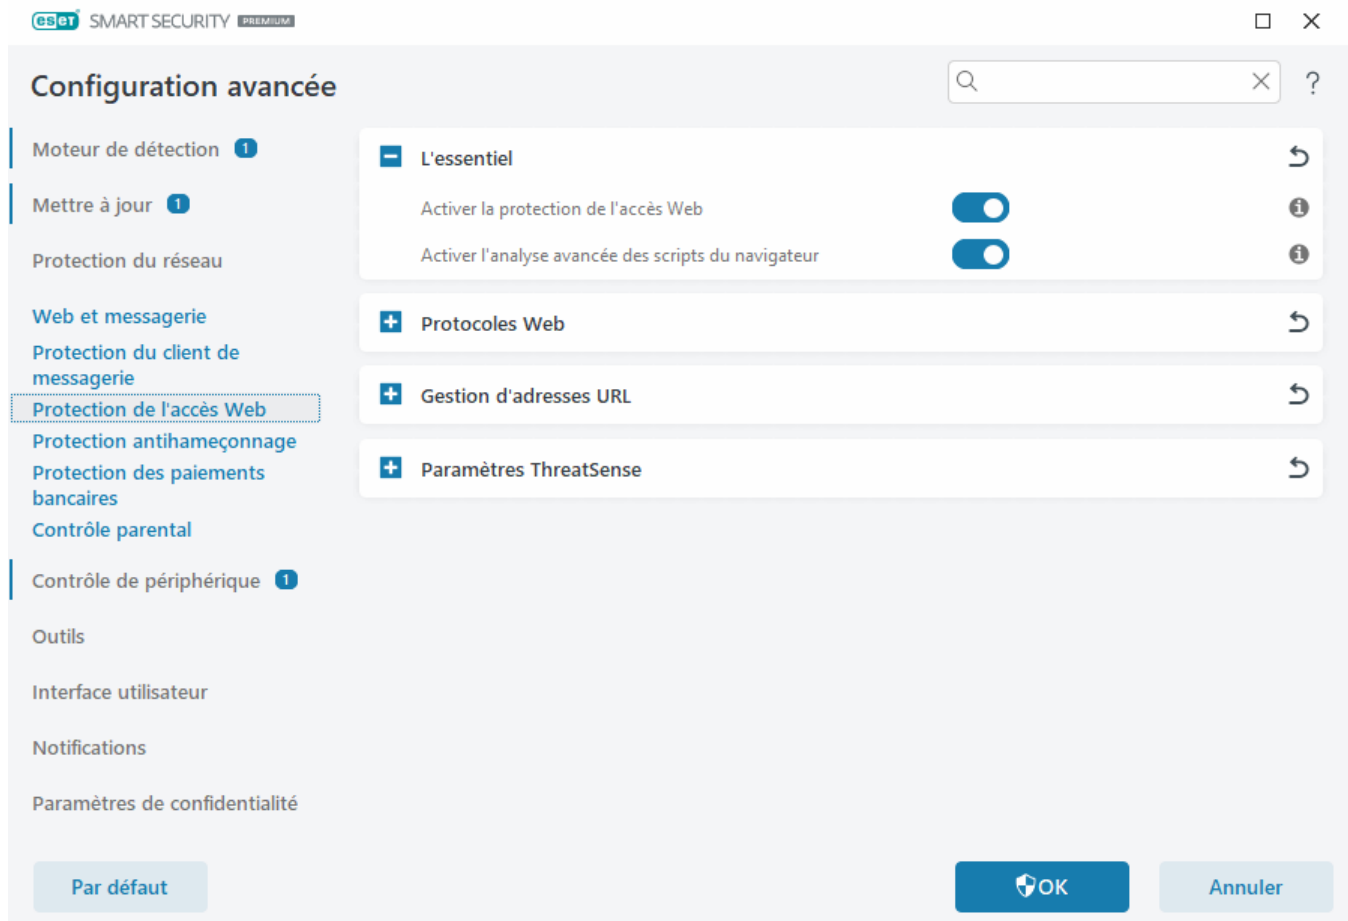 eset SMART SECURITY PREMIUM
Configuration avancée
?
Moteur de détection 1
Mettre à jour 1
Protection du réseau
Web et messagerie
Protection du client de
messagerie
Protection de l'accès Web
Protection antihameçonnage
Protection des paiements
bancaires
Contrôle parental
Contrôle de périphérique 1
Outils
Interface utilisateur
Notifications
Paramètres de confidentialité
L'essentiel
Activer la protection de l'accès Web
Activer l'analyse avancée des scripts du navigateur
Protocoles Web
Gestion d'adresses URL
Paramètres ThreatSense
Par défaut
OK
Annuler